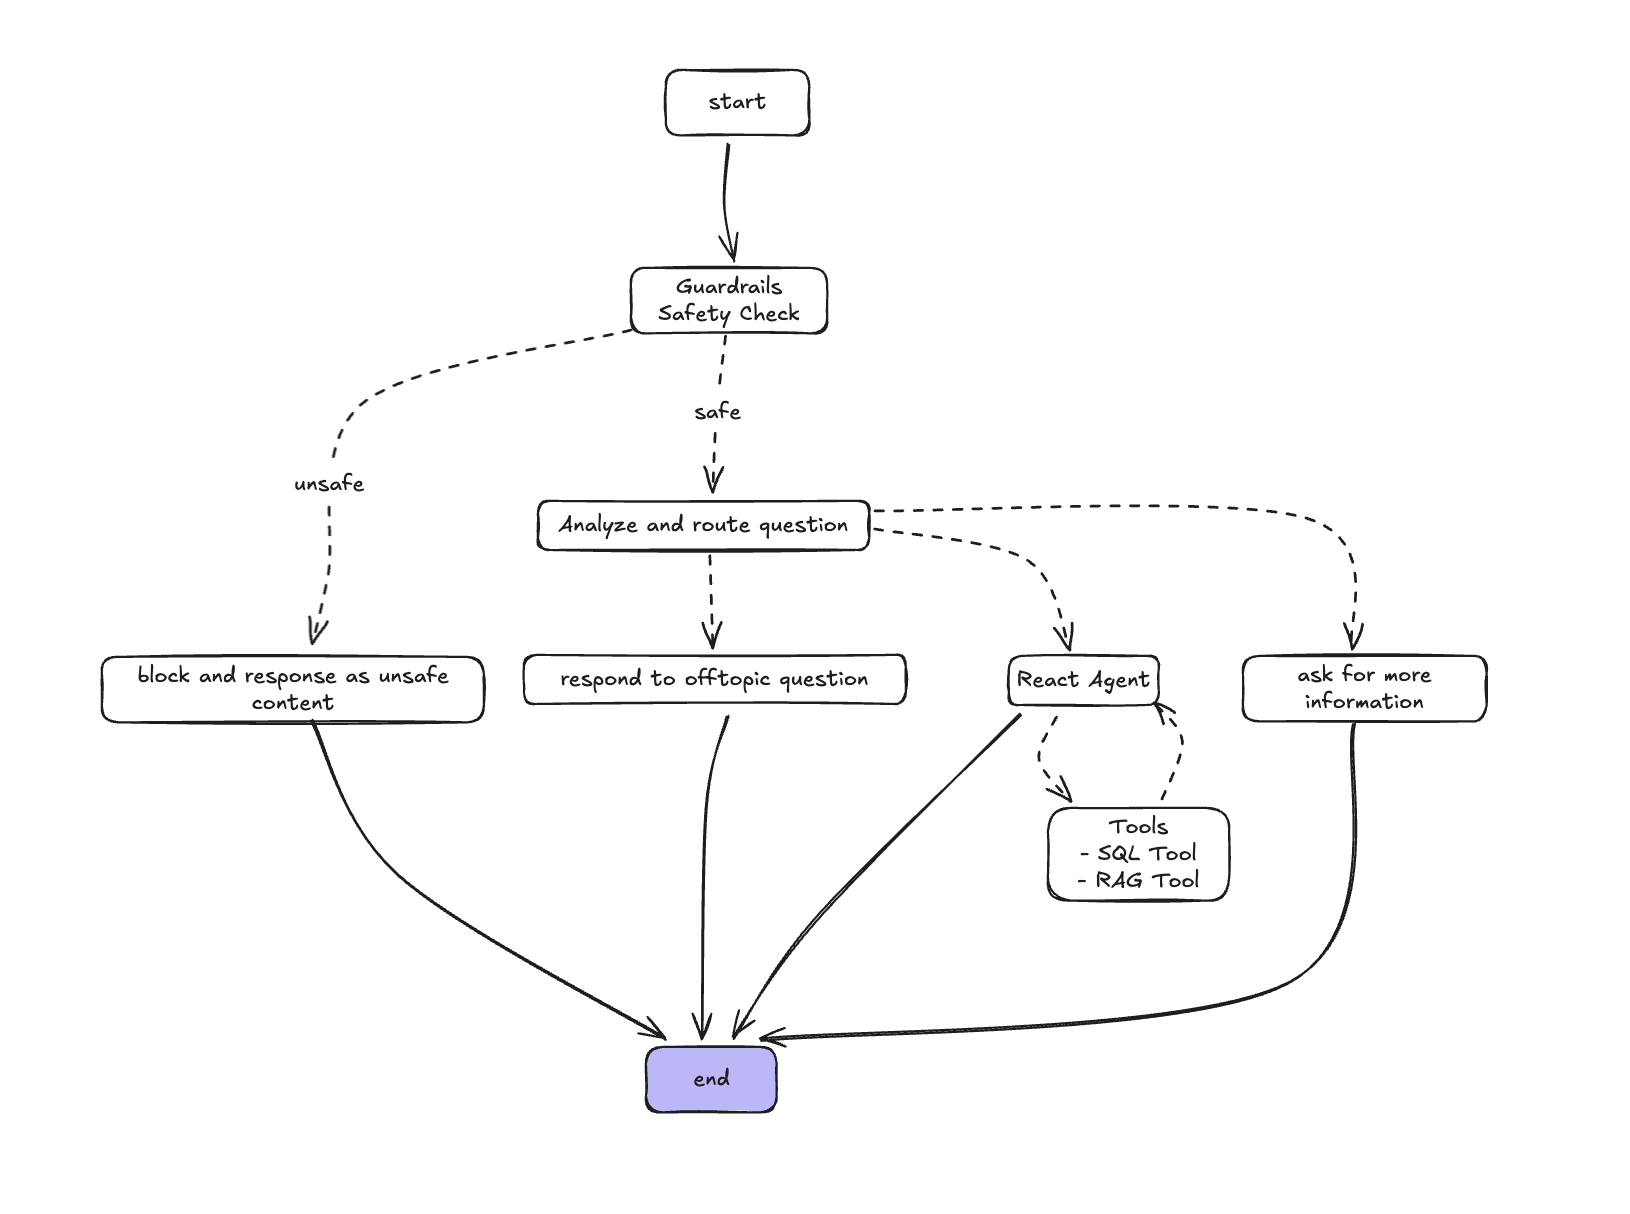 start
Guardrails
Safety Check
safe
unsafe
Analyze and route question
block and response as unsafe
content
respond to offtopic question
React Agent
ask for more
information
Tools
- SQL Tool
- RAG Tool
end